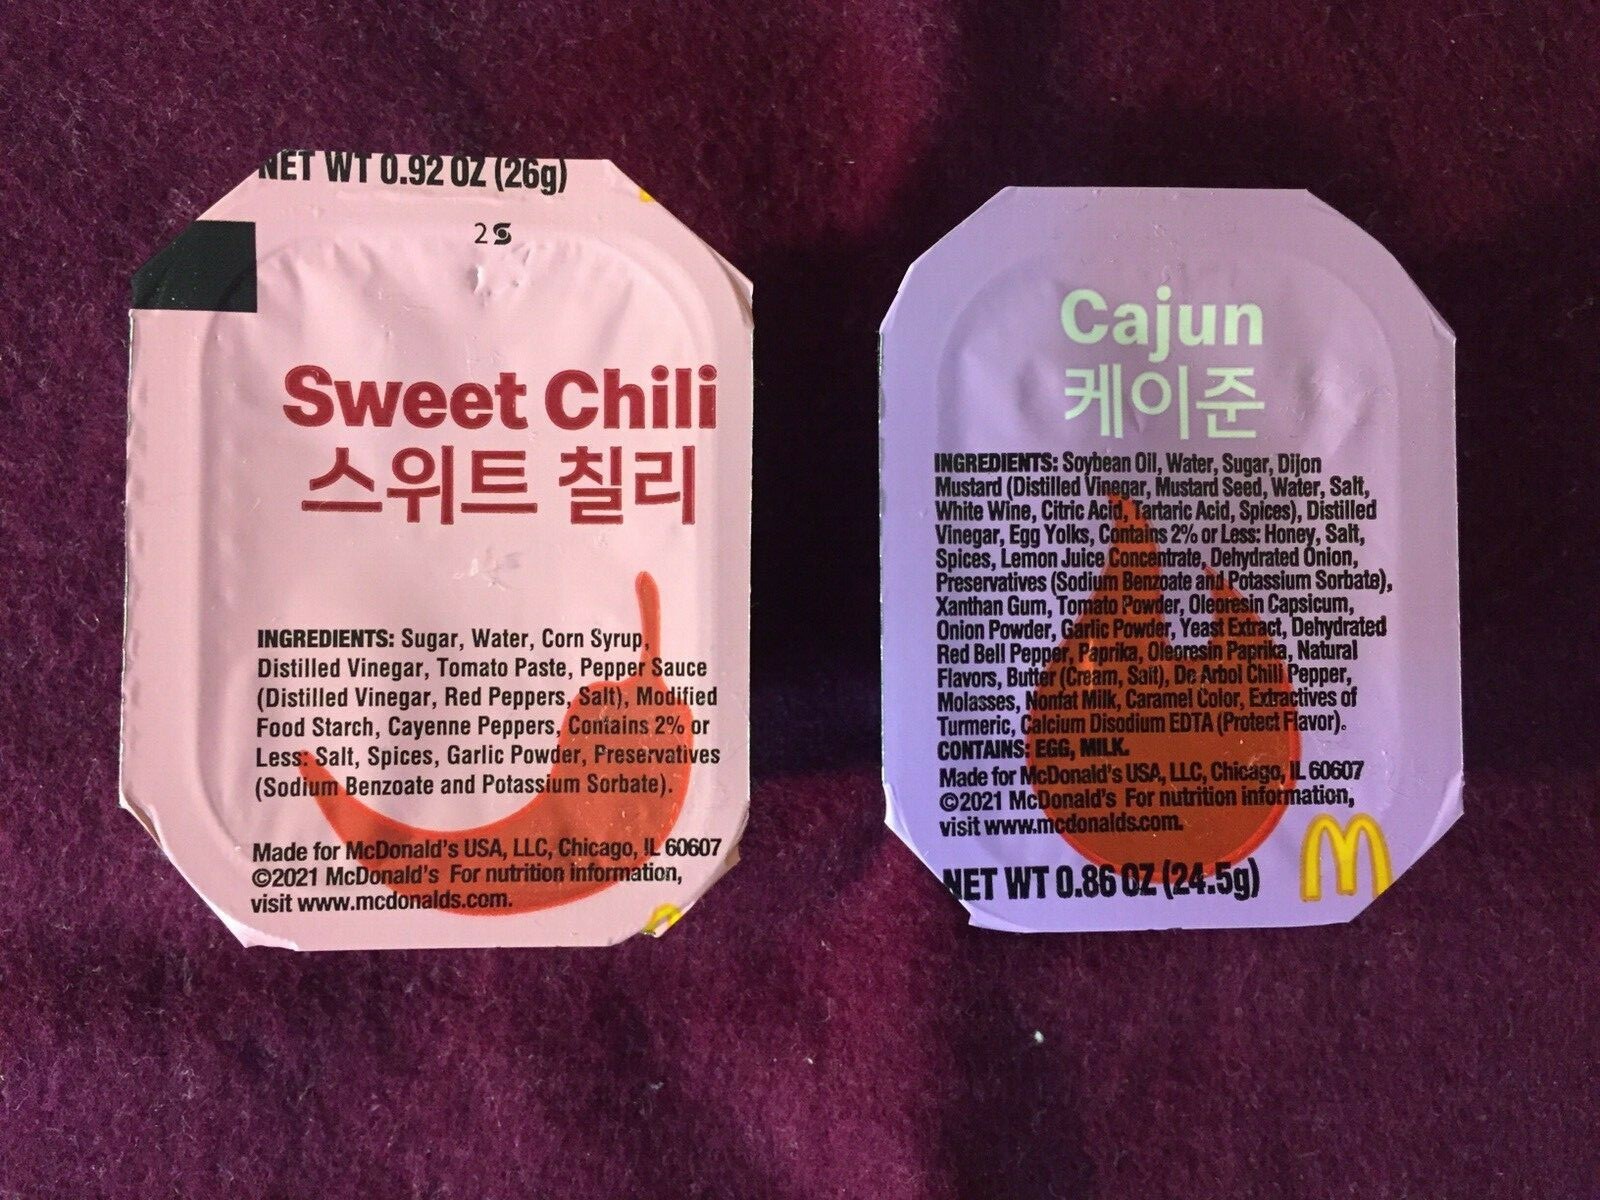 NET WT 0.92 OZ (26g)
2S
Sweet Chili
스위트 칠리
INGREDIENTS: Sugar, Water, Corn Syrup,
Distilled Vinegar, Tomato Paste, Pepper Sauce
(Distilled Vinegar, Red Peppers, Salt), Modified
Food Starch, Cayenne Peppers, Contains 2% or
Less: Salt, Spices, Garlic Powder, Preservatives
(Sodium Benzoate and Potassium Sorbate).
Made for McDonald's USA, LLC, Chicago, IL 60607
©2021 McDonald's For nutrition information,
visit www.mcdonalds.com.
Cajun
케이준
INGREDIENTS: Soybean Oil, Water, Sugar, Dijon
Mustard (Distilled Vinegar, Mustard Seed, Water, Salt,
White Wine, Citric Acid, Tartaric Acid, Spices), Distilled
Vinegar, Egg Yolks, Contains 2% or Less: Honey, Salt,
Spices, Lemon Juice Concentrate, Dehydrated Onion,
Preservatives (Sodium Benzoate and Potassium Sorbate),
Xanthan Gum, Tomato Powder, Oleoresin Capsicum,
Onion Powder, Garlic Powder, Yeast Extract, Dehydrated
Red Bell Pepper, Paprika, Oleoresin Paprika, Natural
Flavors, Butter (Cream, Salt), De Arbol Chili Pepper,
Molasses, Nonfat Milk, Caramel Color, Extractives of
Turmeric, Calcium Disodium EDTA (Protect Flavor).
CONTAINS: EGG, MILK.
Made for McDonald's USA, LLC, Chicago, IL 60607
©2021 McDonald's For nutrition information,
visit www.mcdonalds.com.
NET WT 0.86 OZ (24.5g)